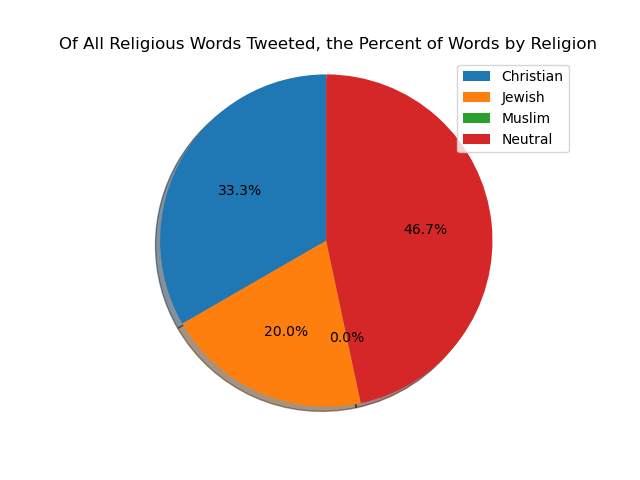 Of All Religious Words Tweeted, the Percent of Words by Religion
Christian
Jewish
Muslim
Neutral
33.3%
46.7%
20.0%
0.0%